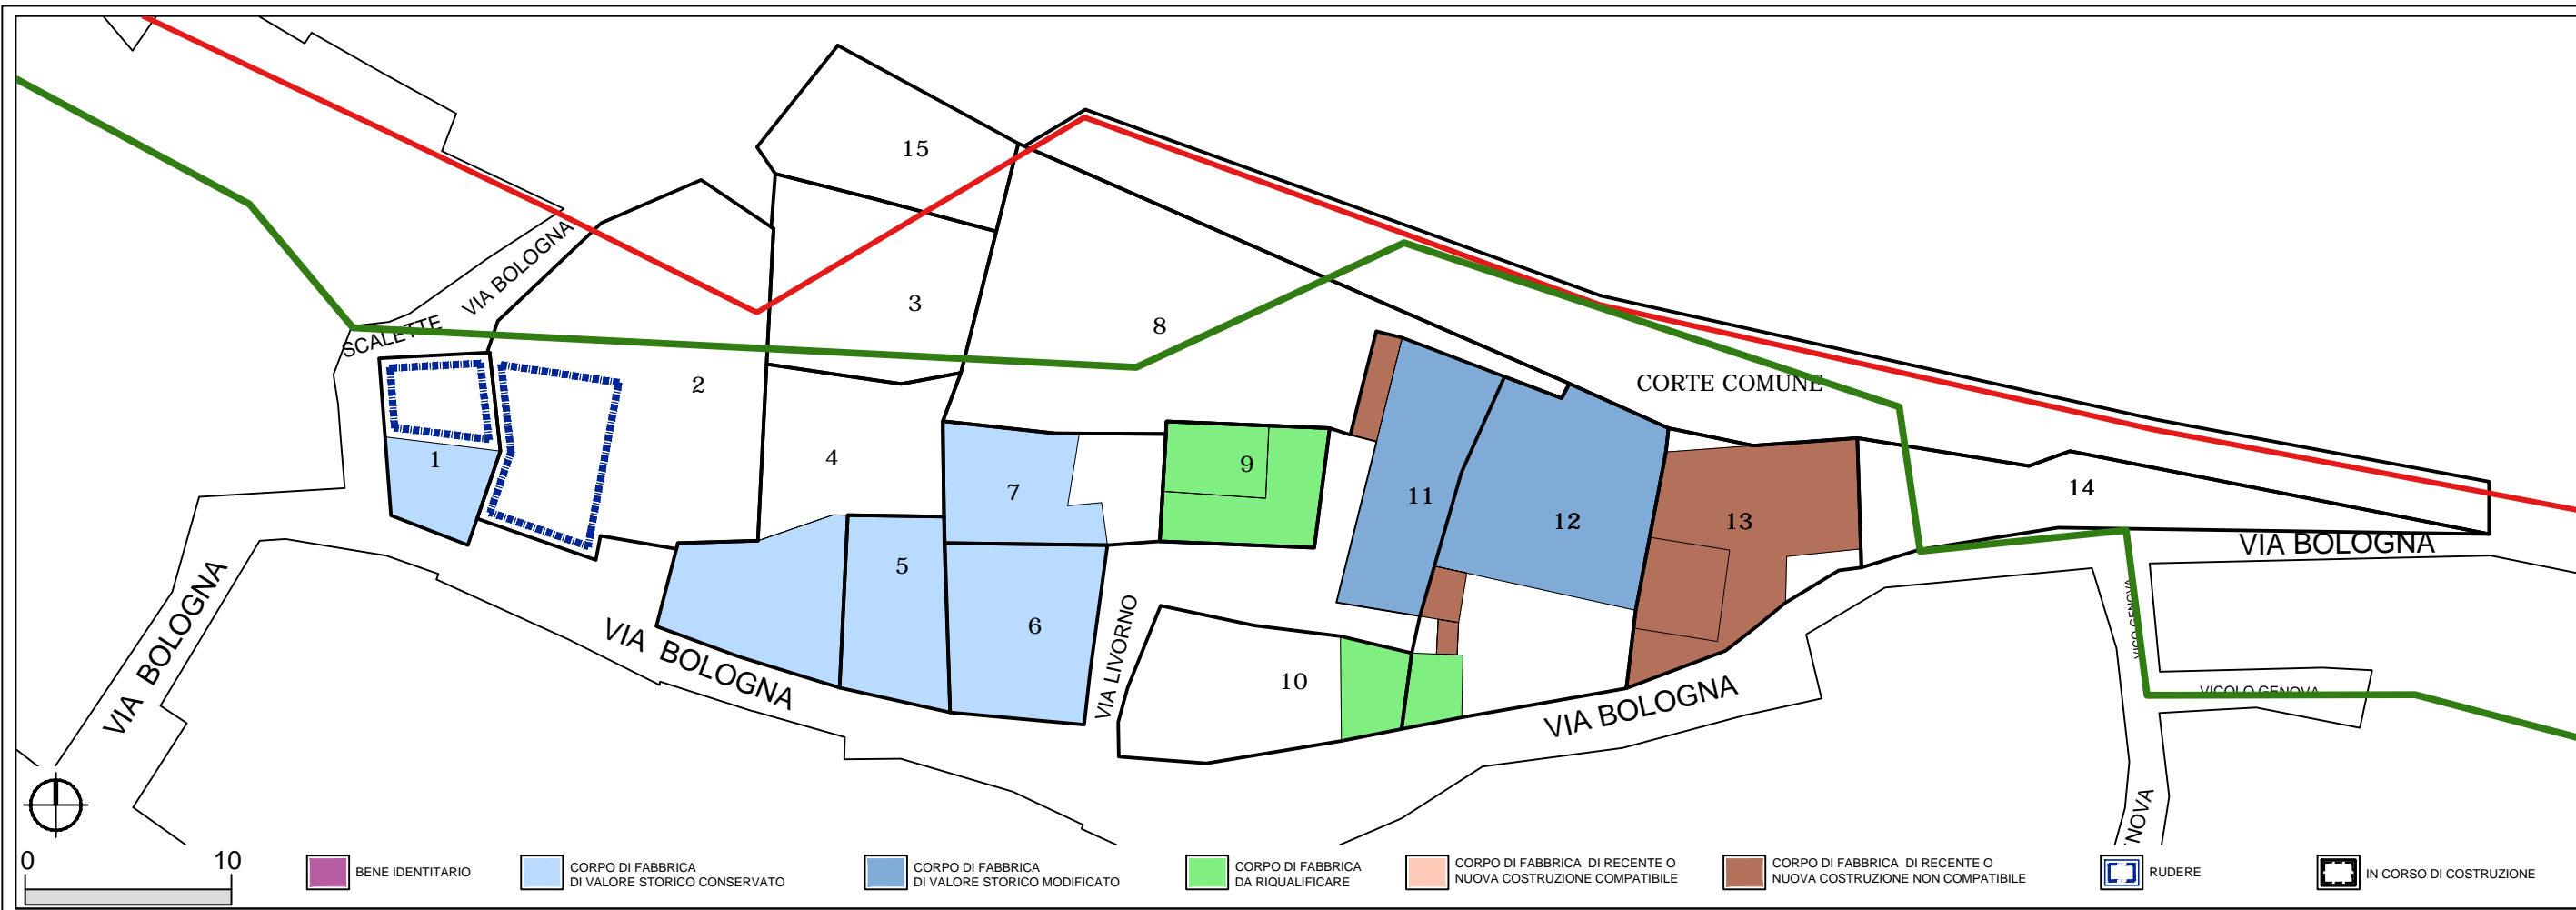 15
VIA BOLOGNA
3
8
SCALETTE
2
CORTE COMUNE
1
4
7
9
11
12
13
14
VIA BOLOGNA
5
6
VIA BOLOGNA
VIA BOLOGNA
VIA LIVORNO
10
VIA BOLOGNA
VICO GENOVA
VICOLO GENOVA
NOVA
0 10
BENE IDENTITARIO
CORPO DI FABBRICA
DI VALORE STORICO CONSERVATO
CORPO DI FABBRICA
DI VALORE STORICO MODIFICATO
CORPO DI FABBRICA
DA RIQUALIFICARE
CORPO DI FABBRICA DI RECENTE O
NUOVA COSTRUZIONE COMPATIBILE
CORPO DI FABBRICA DI RECENTE O
NUOVA COSTRUZIONE NON COMPATIBILE
RUDERE
IN CORSO DI COSTRUZIONE